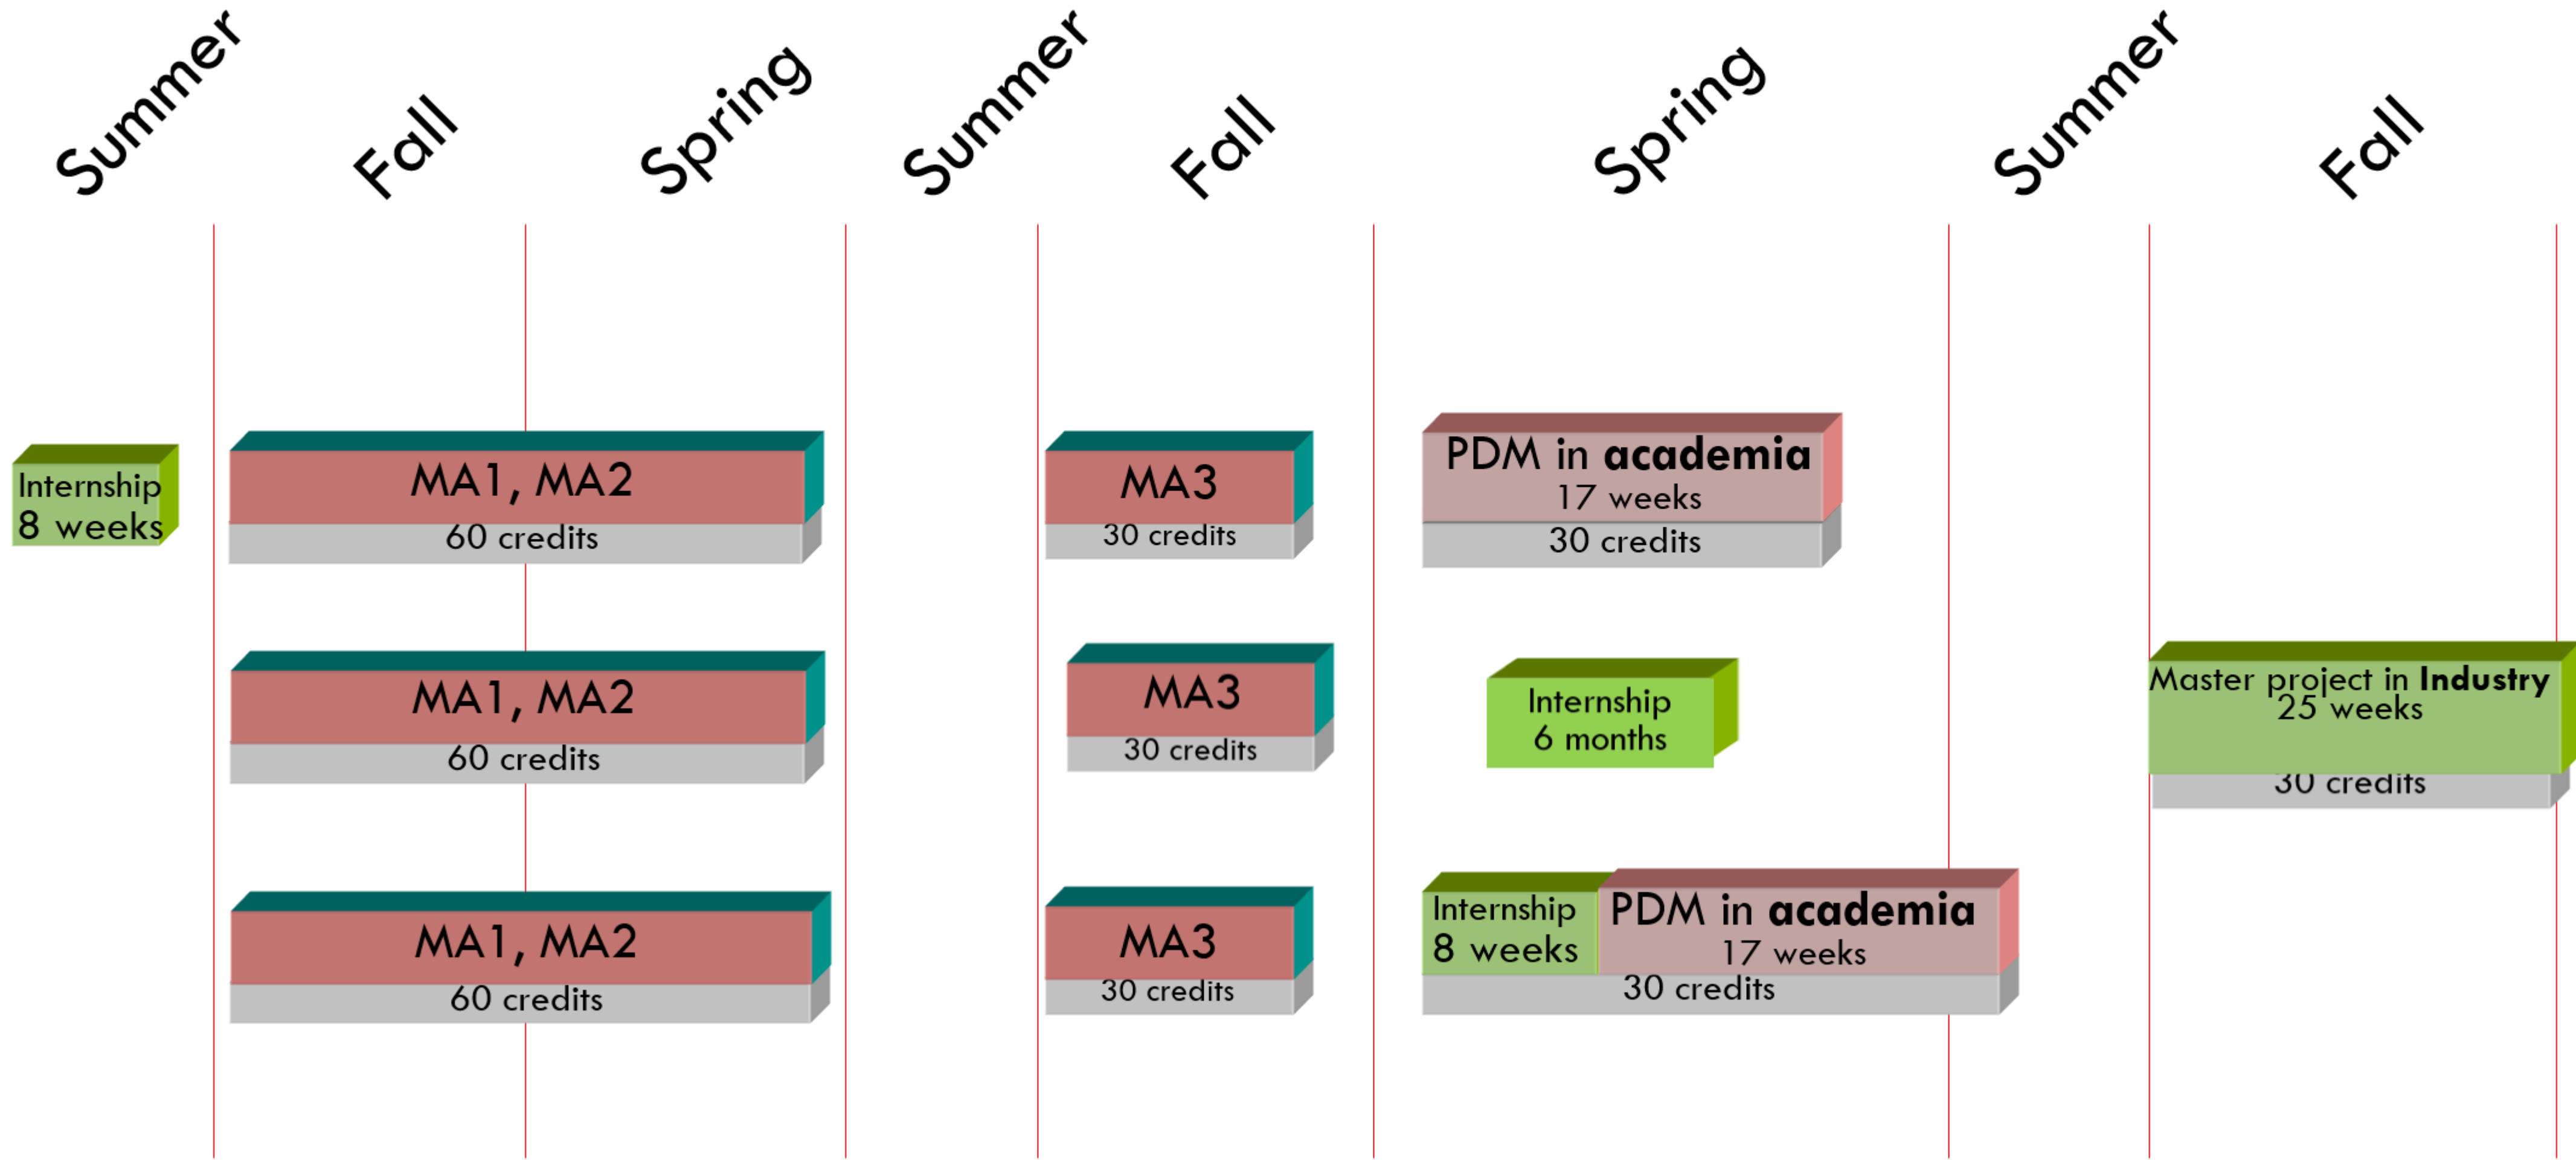 Summer
Fall
Spring
Summer
Fall
Spring
Summer
Fall
Internship
8 weeks
MA1, MA2
60 credits
MA3
30 credits
PDM in academia
17 weeks
30 credits
MA1, MA2
60 credits
MA3
30 credits
Internship
6 months
Master project in Industry
25 weeks
30 credits
MA1, MA2
60 credits
MA3
30 credits
Internship
8 weeks
PDM in academia
17 weeks
30 credits